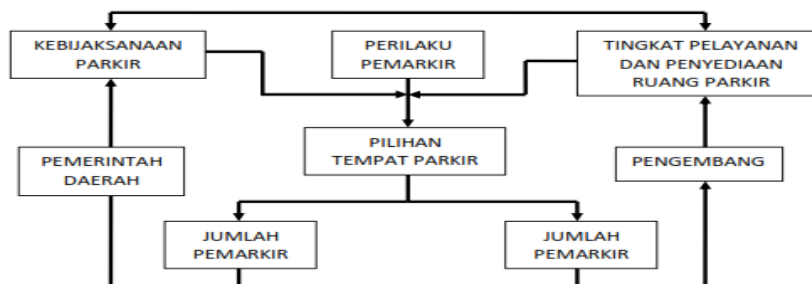 KEBIJAKSANAAN
PARKIR
PERILAKU
PEMARKIR
TINGKAT PELAYANAN
DAN PENYEDIAAN
RUANG PARKIR
PILIHAN
TEMPAT PARKIR
PEMERINTAH
DAERAH
PENGEMBANG
JUMLAH
PEMARKIR
JUMLAH
PEMARKIR